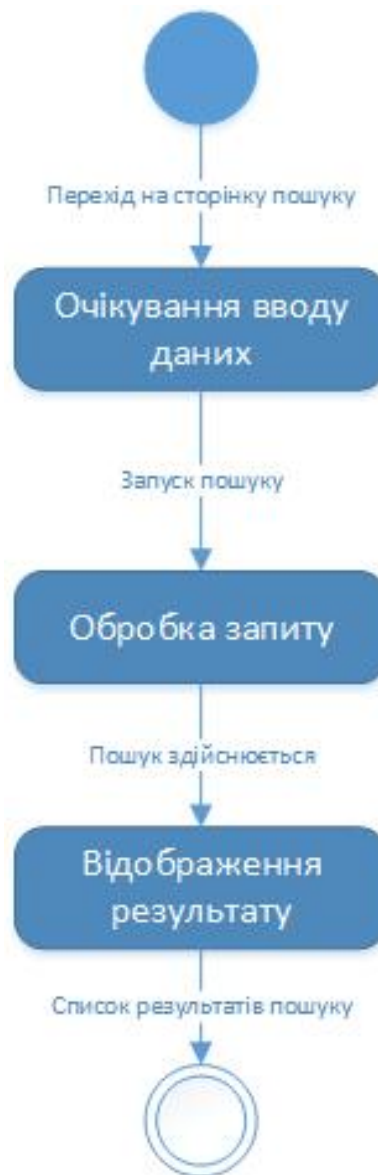 Перехід на сторінку пошуку
Очікування вводу
даних
Запуск пошуку
Обробка запиту
Пошук здійснюється
Відображення
результату
Список результатів пошуку